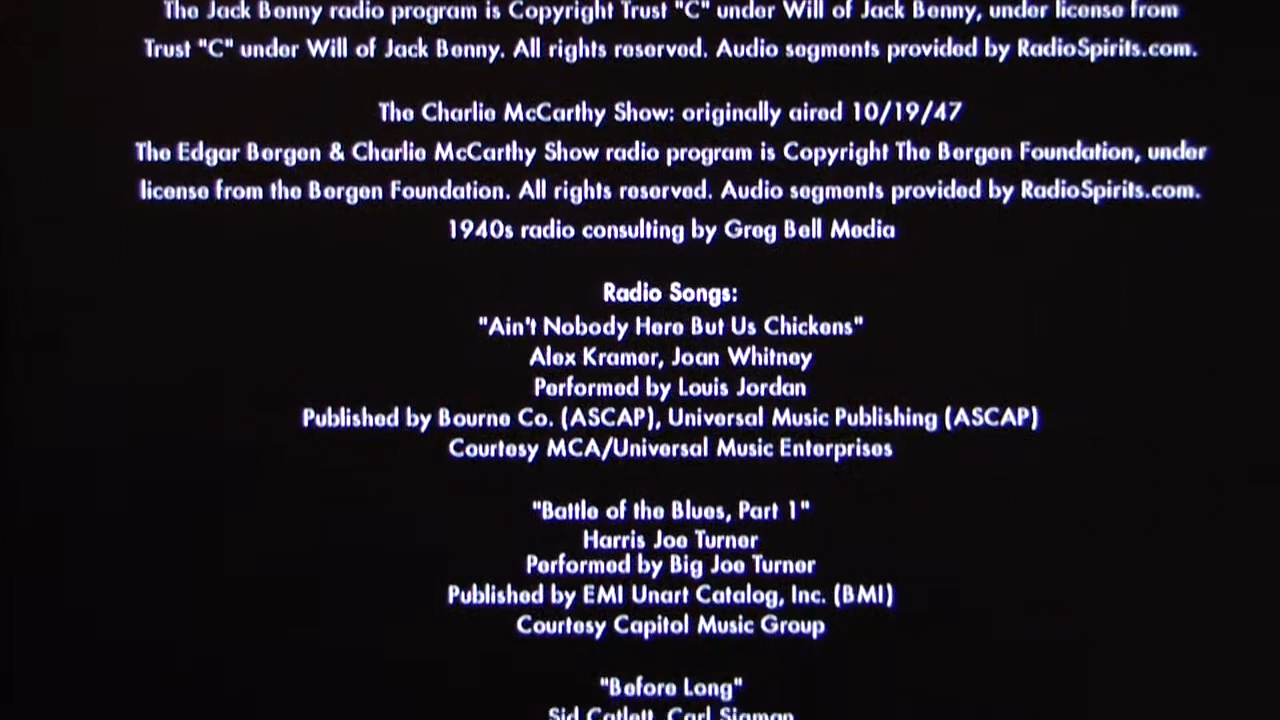 The Jack Benny radio program is Copyright Trust "C" under Will of Jack Benny, under license from
Trust "C" under Will of Jack Benny. All rights reserved. Audio segments provided by RadioSpirits.com.
The Charlie McCarthy Show: originally aired 10/19/47
The Edgar Bergen & Charlie McCarthy Show radio program is Copyright The Bergen Foundation, under
license from the Bergen Foundation. All rights reserved. Audio segments provided by RadioSpirits.com.
1940s radio consulting by Greg Bell Media
Radio Songs:
"Ain't Nobody Here But Us Chickens"
Alex Kramer, Joan Whitney
Performed by Louis Jordan
Published by Bourne Co. (ASCAP), Universal Music Publishing (ASCAP)
Courtesy MCA/Universal Music Enterprises
"Battle of the Blues, Part 1"
Harris Joe Turner
Performed by Big Joe Turner
Published by EMI Unart Catalog, Inc. (BMI)
Courtesy Capitol Music Group
"Before Long"
Sid Catlett, Carl Sigman